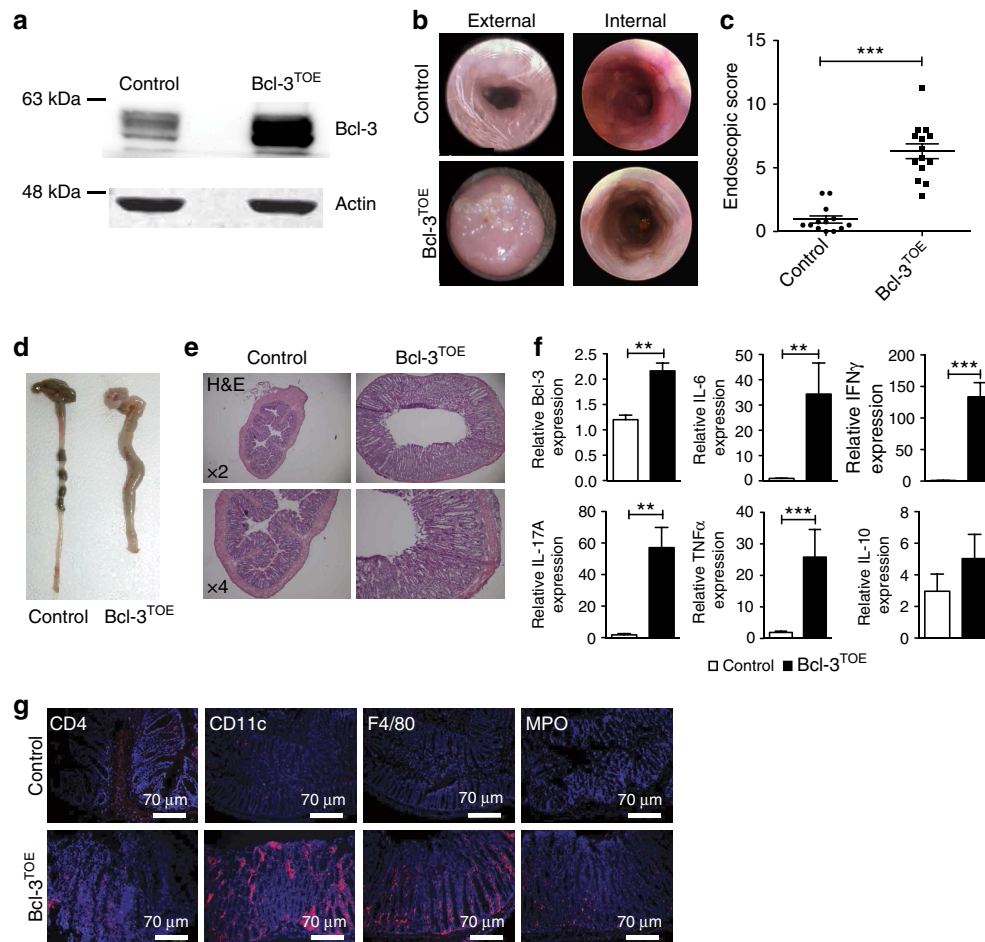 a
Control
Bcl-3TOE
63 kDa
Bcl-3
48 kDa
Actin
b
External
Internal
Control
Bcl-3TOE
c
Endoscopic score
15
10
5
0
***
Control
Bcl-3TOE
d
Control
Bcl-3TOE
e
Control
Bcl-3TOE
H&E
×2
×4
f
Relative Bcl-3
expression
2.5
2.0
1.5
1.0
0.5
0.0
**
Relative IL-6
expression
50
40
30
20
10
0
**
Relative IFNγ
expression
200
150
100
50
0
***
Relative IL-17A
expression
80
60
40
20
0
**
Relative TNFα
expression
40
30
20
10
0
***
Relative IL-10
expression
8
6
4
2
0
Control
Bcl-3TOE
g
Control
CD4
70 μm
CD11c
70 μm
F4/80
70 μm
MPO
70 μm
Bcl-3TOE
70 μm
70 μm
70 μm
70 μm